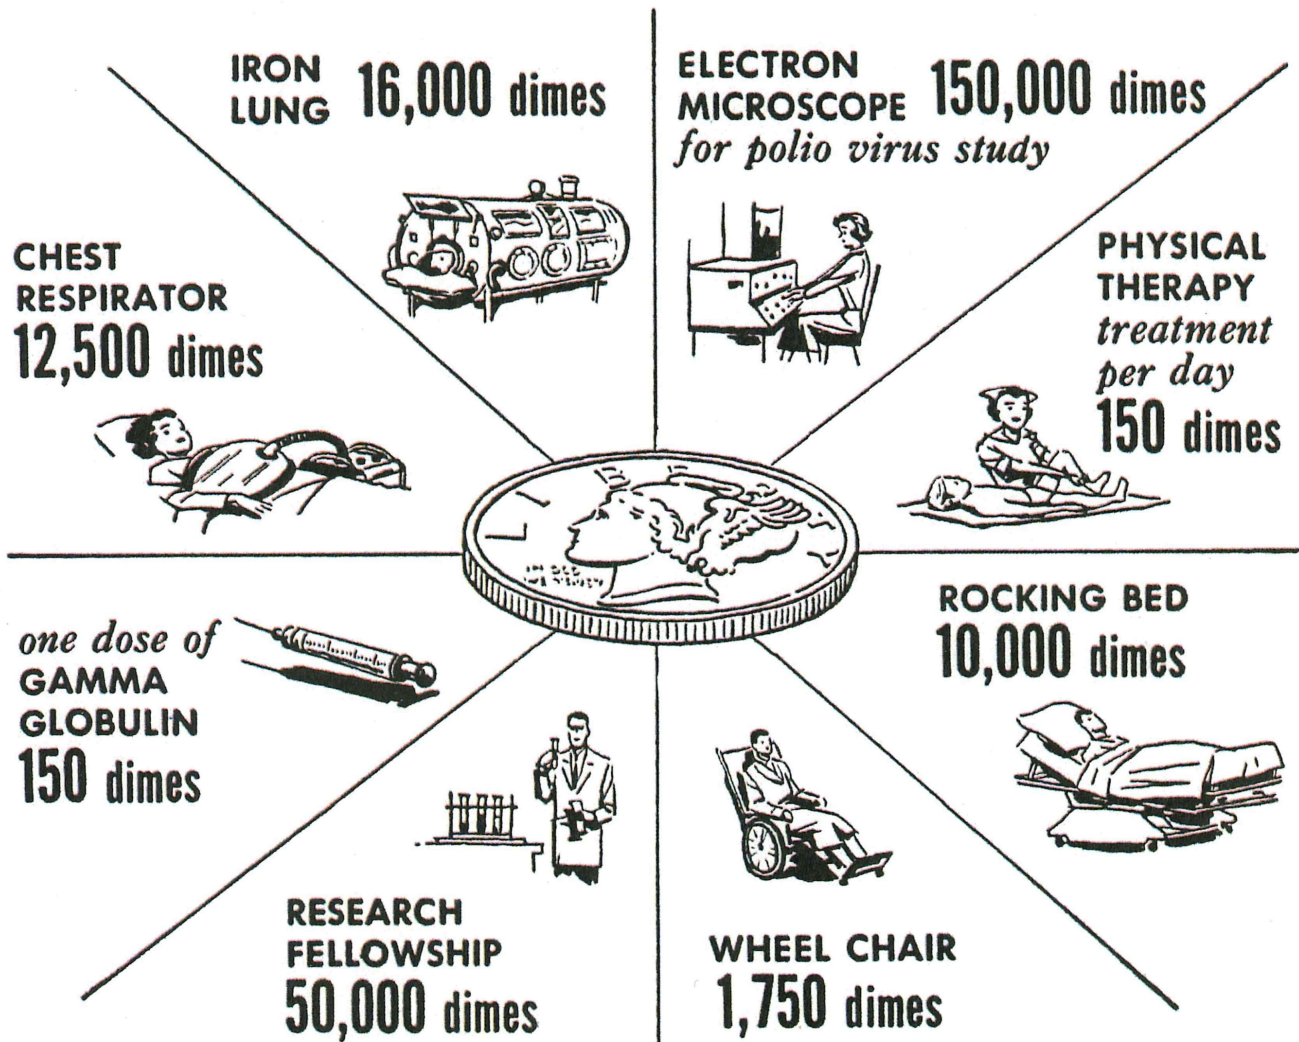 IRON
LUNG
16,000 dimes
ELECTRON
MICROSCOPE
150,000 dimes
for polio virus study
CHEST
RESPIRATOR
12,500 dimes
PHYSICAL
THERAPY
treatment
per day
150 dimes
one dose of
GAMMA
GLOBULIN
150 dimes
ROCKING BED
10,000 dimes
RESEARCH
FELLOWSHIP
50,000 dimes
WHEEL CHAIR
1,750 dimes